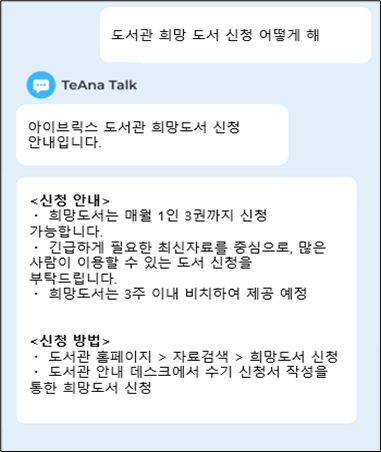 도서관 희망 도서 신청 어떻게 해
TeAna Talk
아이브릭스 도서관 희망도서 신청
안내입니다.
<신청 안내>
· 희망도서는 매월 1인 3권까지 신청
가능합니다.
· 긴급하게 필요한 최신자료를 중심으로, 많은
사람이 이용할 수 있는 도서 신청을
부탁드립니다.
· 희망도서는 3주 이내 비치하여 제공 예정
<신청 방법>
· 도서관 홈페이지 > 자료검색 > 희망도서 신청
· 도서관 안내 데스크에서 수기 신청서 작성을
통한 희망도서 신청